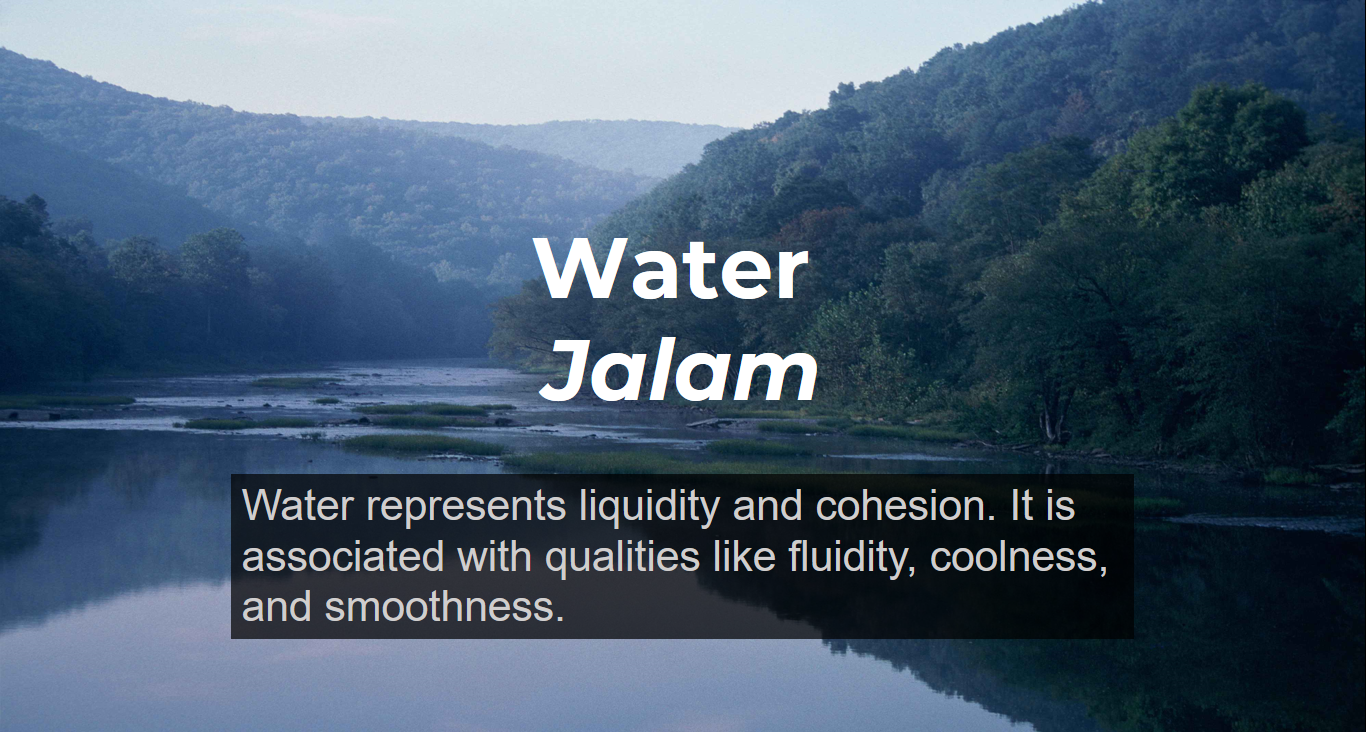 Water
Jalam
Water represents liquidity and cohesion. It is
associated with qualities like fluidity, coolness,
and smoothness.